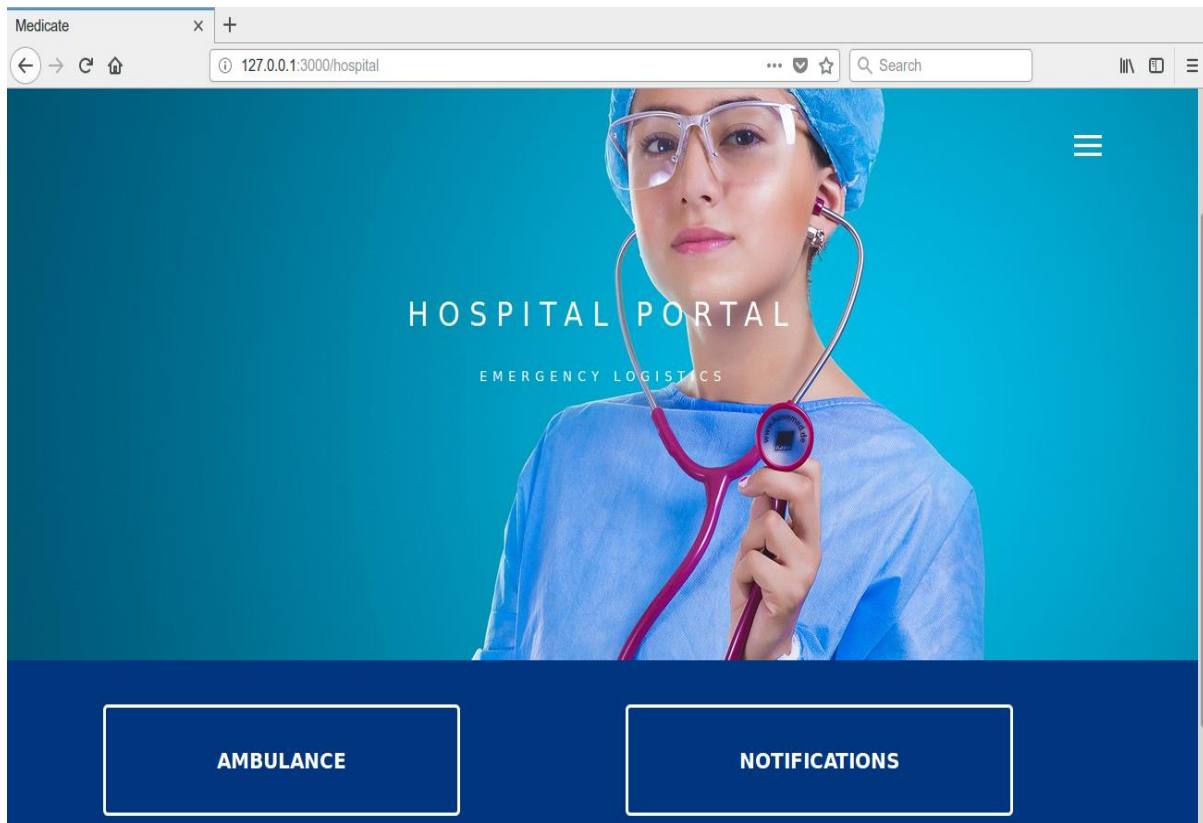 Medicate
127.0.0.1:3000/hospital
Search
HOSPITAL PORTAL
EMERGENCY LOGISTICS
AMBULANCE
NOTIFICATIONS